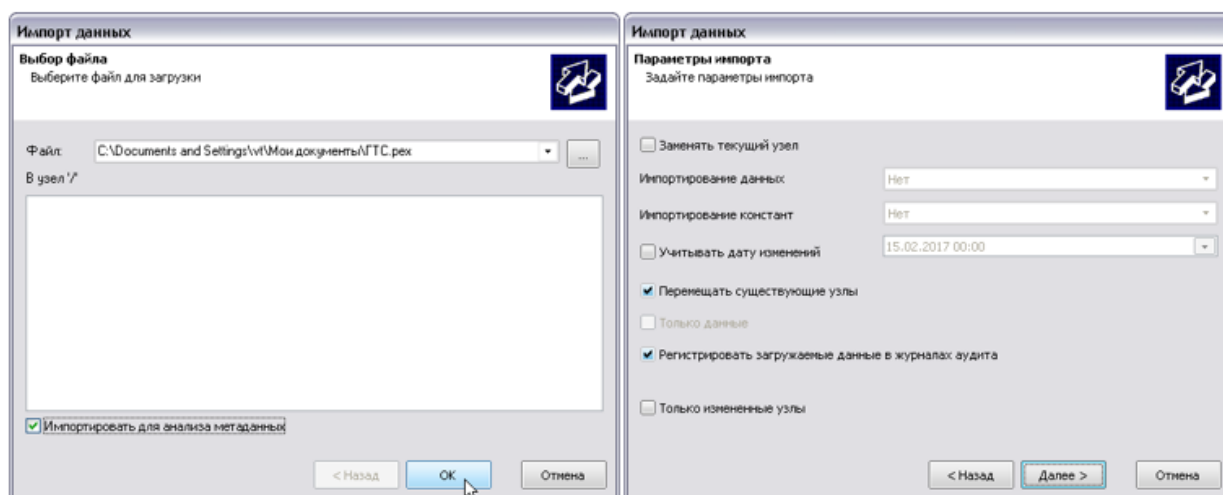 Импорт данных
Выбор файла
Выберите файл для загрузки
Файл: C:\Documents and Settings\vt\Мои документы\ГТС.pex
...
В узел '/'
Импортировать для анализа метаданных
< Назад
ОК
Отмена
Импорт данных
Параметры импорта
Задайте параметры импорта
Заменять текущий узел
Импортирование данных Нет
Импортирование констант Нет
Учитывать дату изменений 15.02.2017 00:00
Перемещать существующие узлы
Только данные
Регистрировать загружаемые данные в журналах аудита
Только измененные узлы
< Назад
Далее >
Отмена